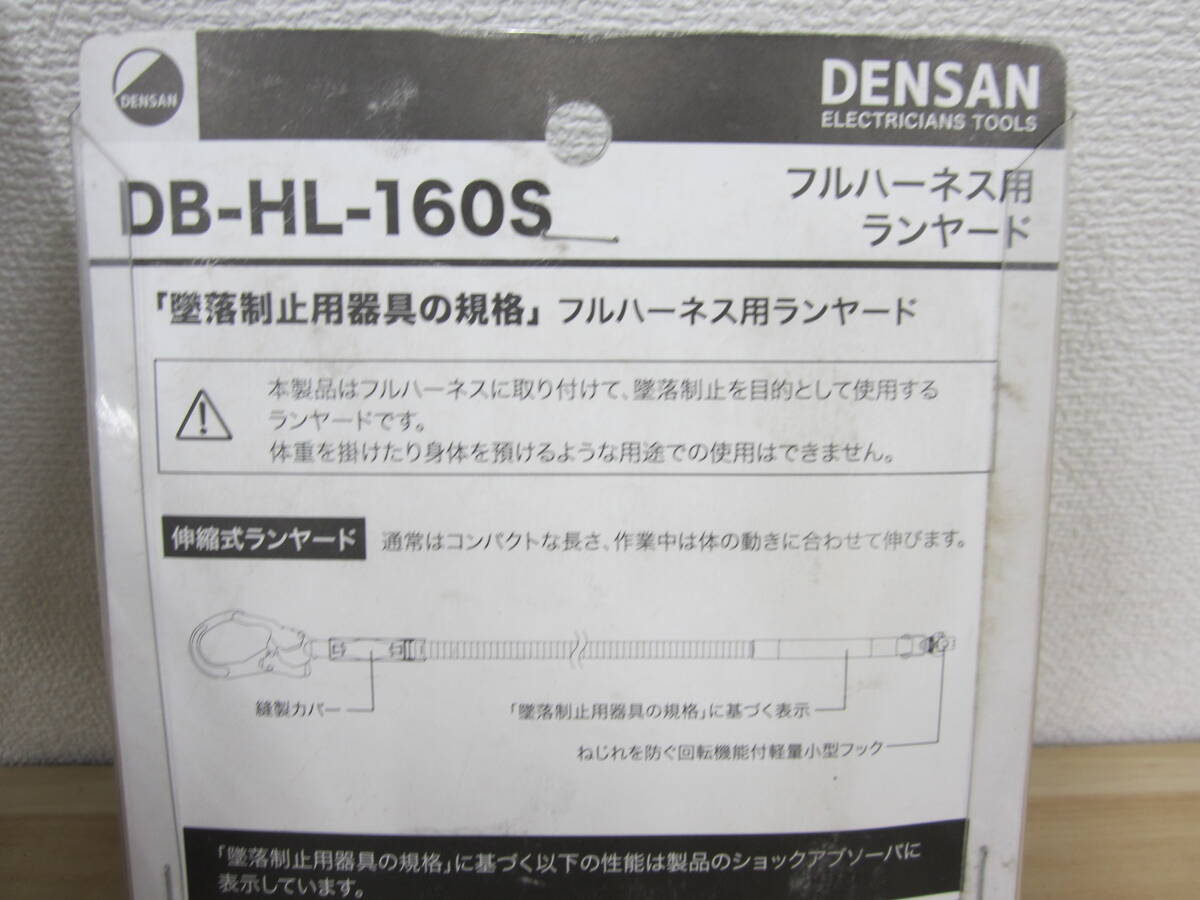 DENSAN
DENSAN
ELECTRICIANS TOOLS
DB-HL-160S
フルハーネス用
ランヤード
「墜落制止用器具の規格」フルハーネス用ランヤード
本製品はフルハーネスに取り付けて、墜落制止を目的として使用する
ランヤードです。
体重を掛けたり身体を預けるような用途での使用はできません。
伸縮式ランヤード 通常はコンパクトな長さ、作業中は体の動きに合わせて伸びます。
縫製カバー
「墜落制止用器具の規格」に基づく表示
ねじれを防ぐ回転機能付軽量小型フック
「墜落制止用器具の規格」に基づく以下の性能は製品のショックアブソーバに
表示しています。